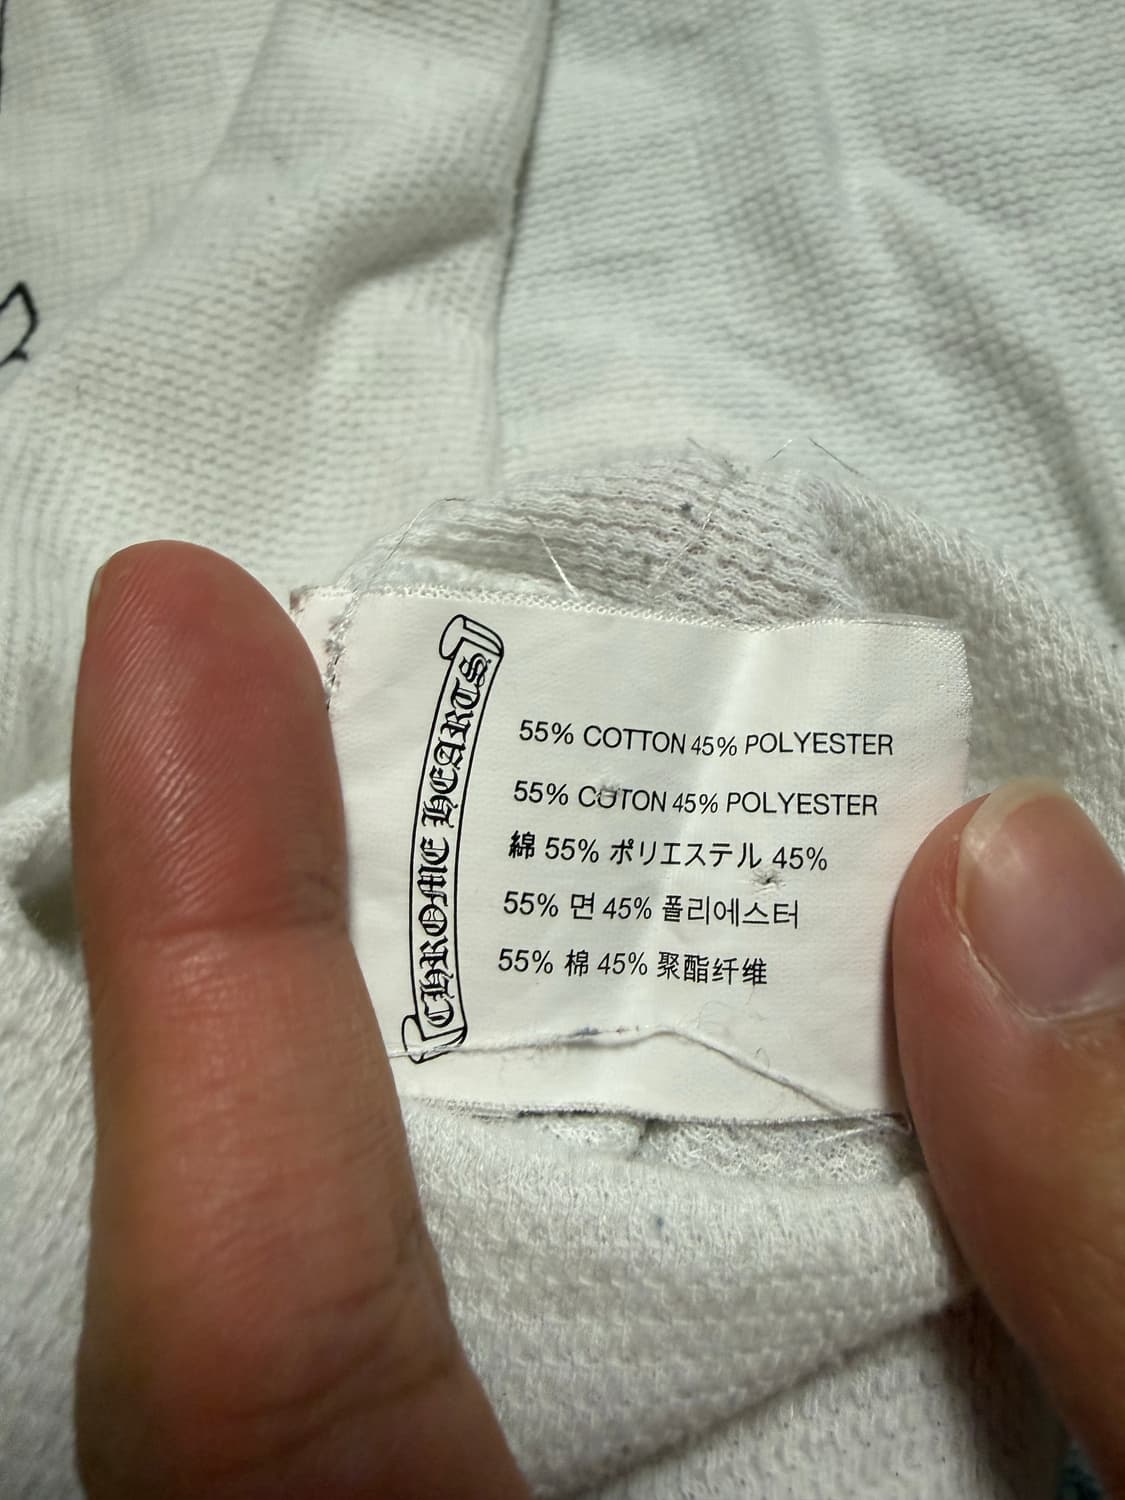 CHROME HEARTS
55% COTTON 45% POLYESTER
55% COTON 45% POLYESTER
綿 55% ポリエステル 45%
55% 면 45% 폴리에스터
55% 棉 45% 聚酯纤维